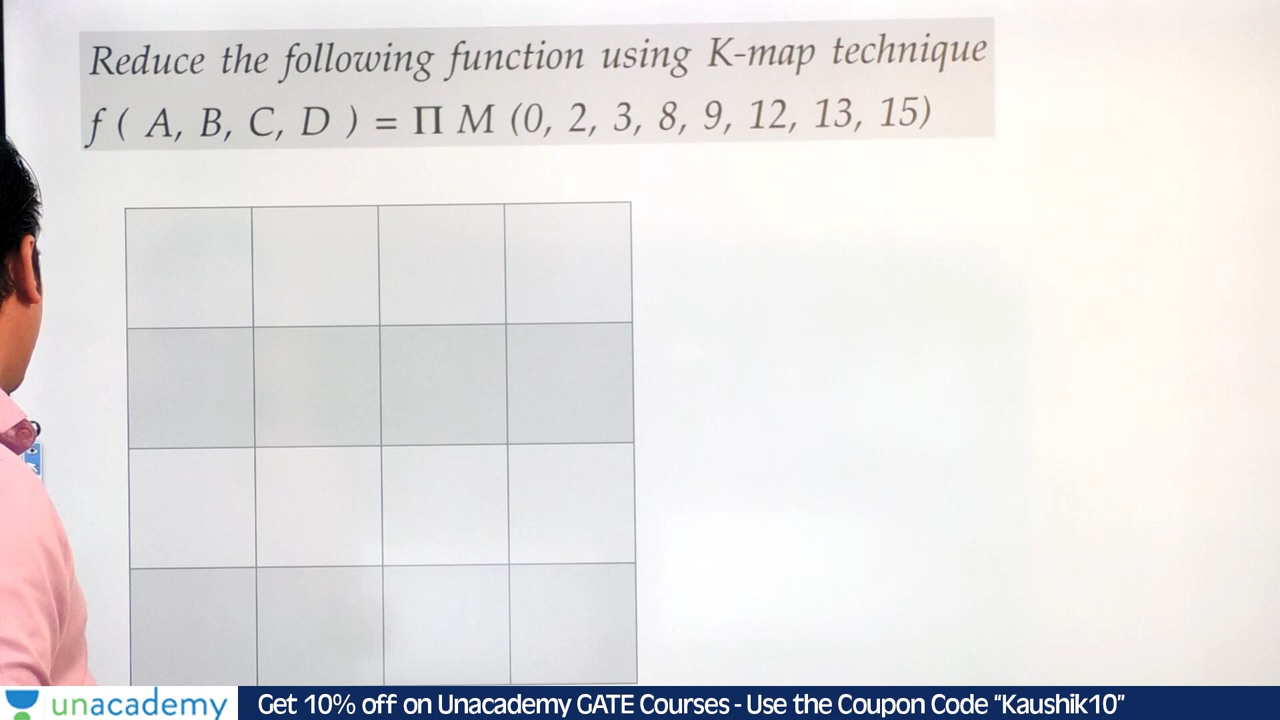 Reduce the following function using K-map technique
f ( A, B, C, D ) = Π M (0, 2, 3, 8, 9, 12, 13, 15)
unacademy
Get 10% off on Unacademy GATE Courses - Use the Coupon Code “Kaushik10”